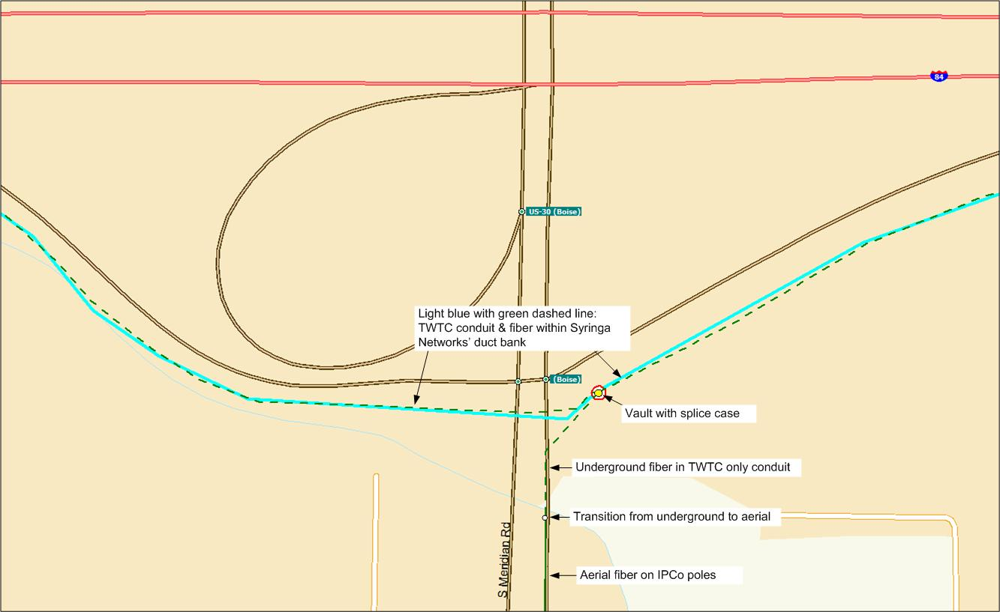 84
US-30 (Boise)
Light blue with green dashed line:
TWTC conduit & fiber within Syringa
Networks' duct bank
(Boise)
Vault with splice case
Underground fiber in TWTC only conduit
Transition from underground to aerial
S Meridian Rd
Aerial fiber on IPCo poles